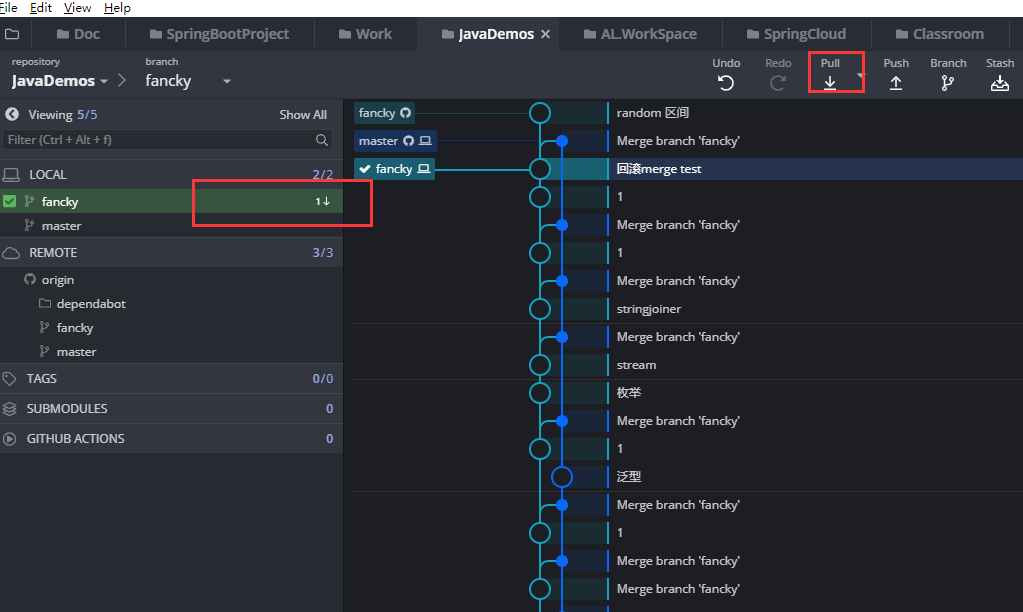 File Edit View Help
Doc SpringBootProject Work JavaDemos AL.WorkSpace SpringCloud Classroom
repository branch
JavaDemos fancky
Undo Redo Pull Push Branch Stash
Viewing 5/5 Show All
Filter (Ctrl + Alt + f)
LOCAL 2/2
fancky 1↓
master
REMOTE 3/3
origin
dependabot
fancky
master
TAGS 0/0
SUBMODULES 0
GITHUB ACTIONS 0
fancky random 区间
master Merge branch 'fancky'
fancky 回滚merge test
1
Merge branch 'fancky'
1
Merge branch 'fancky'
stringjoiner
Merge branch 'fancky'
stream
枚举
Merge branch 'fancky'
1
泛型
Merge branch 'fancky'
1
Merge branch 'fancky'
Merge branch 'fancky'